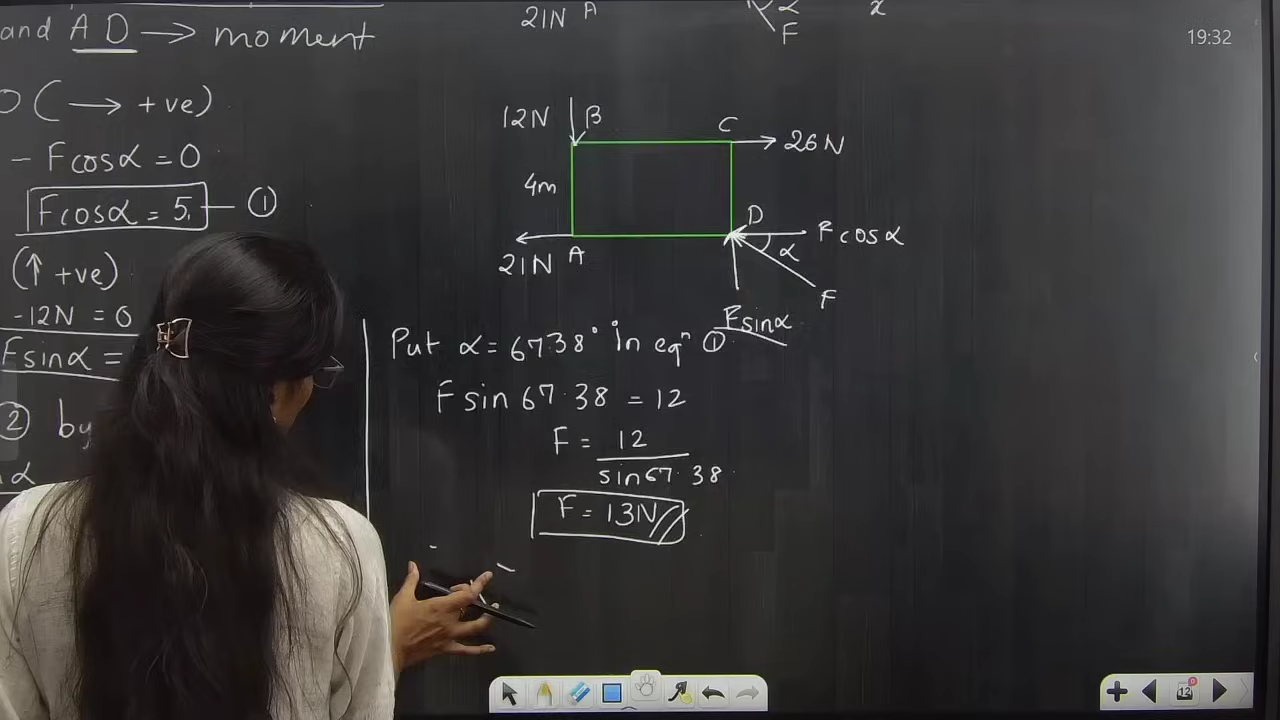 and AD → moment
21N A
α
F
x
19:32
O ( → +ve)
- Fcosα = 0
Fcosα = 5. — ①
(↑ +ve)
-12N = 0
Fsinα =
② by
α
12N B
C
26N
4m
D
Fcosα
α
21N A
F
Fsinα
Put α = 67.38° in eqⁿ ①
F sin 67.38 = 12
F = 12
sin67.38
F = 13N
12